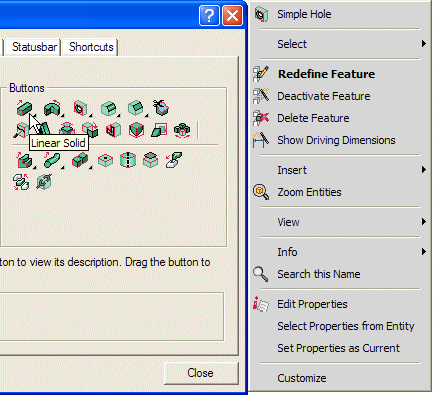 Statusbar
Shortcuts
Buttons
Linear Solid
ton to view its description. Drag the button to
Close
Simple Hole
Select
Redefine Feature
Deactivate Feature
Delete Feature
Show Driving Dimensions
Insert
Zoom Entities
View
Info
Search this Name
Edit Properties
Select Properties from Entity
Set Properties as Current
Customize